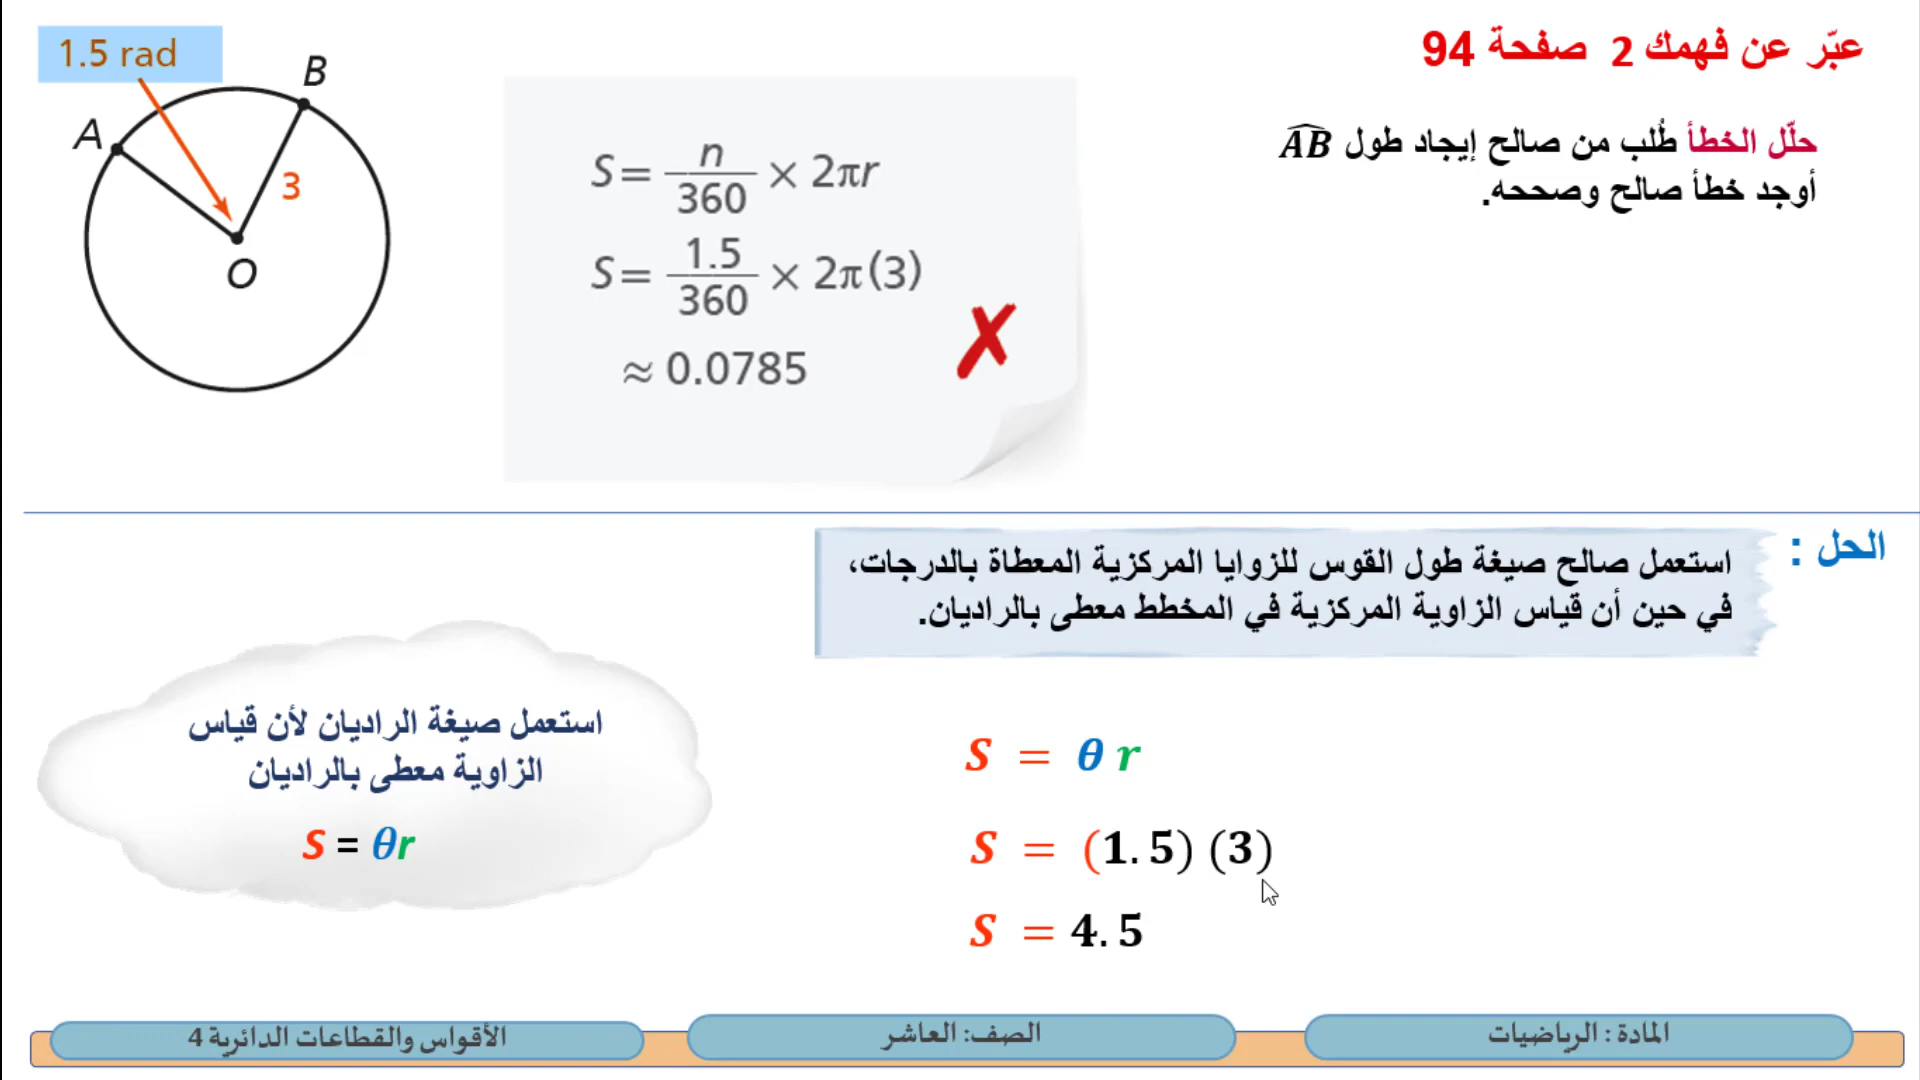 عبّر عن فهمك 2 صفحة 94
حلّل الخطأ طُلب من صالح إيجاد طول AB͡
أوجد خطأ صالح وصححه.
1.5 rad
B
A
3
O
S = n/360 × 2πr
S = 1.5/360 × 2π(3)
≈ 0.0785
✗
الحل :
استعمل صالح صيغة طول القوس للزوايا المركزية المعطاة بالدرجات،
في حين أن قياس الزاوية المركزية في المخطط معطى بالراديان.
S = θ r
S = (1.5) (3)
S = 4.5
استعمل صيغة الراديان لأن قياس
الزاوية معطى بالراديان
S = θr
المادة : الرياضيات
الصف: العاشر
الأقواس والقطاعات الدائرية 4